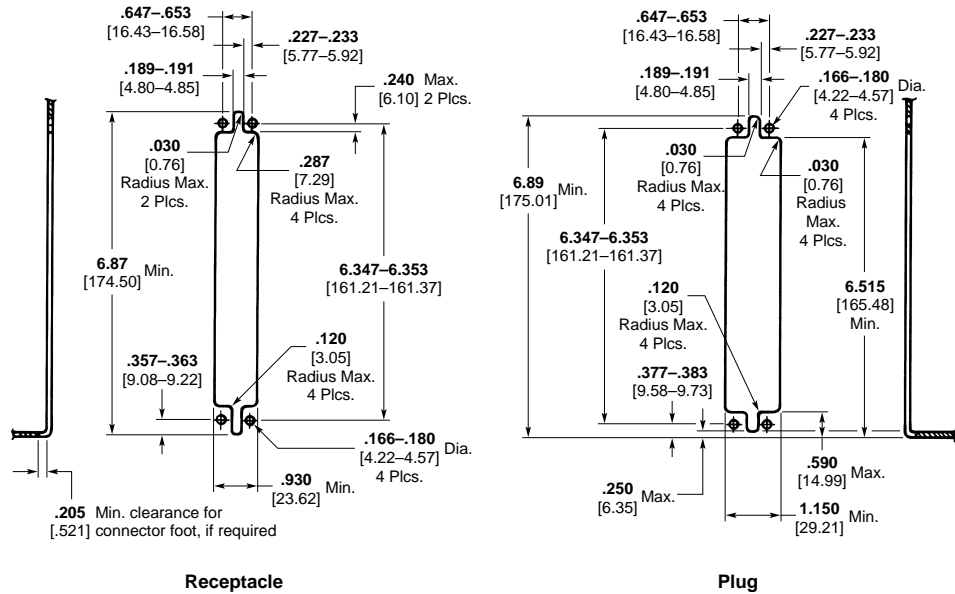 .647–.653
[16.43–16.58]
.227–.233
[5.77–5.92]
.189–.191
[4.80–4.85]
.240 Max.
[6.10] 2 Plcs.
.030
[0.76]
Radius Max.
2 Plcs.
.287
[7.29]
Radius Max.
4 Plcs.
6.87 Min.
[174.50]
6.347–6.353
[161.21–161.37]
.120
[3.05]
Radius Max.
4 Plcs.
.357–.363
[9.08–9.22]
.166–.180 Dia.
[4.22–4.57]
4 Plcs.
.930 Min.
[23.62]
.205 Min. clearance for
[.521] connector foot, if required
Receptacle
.647–.653
[16.43–16.58]
.227–.233
[5.77–5.92]
.189–.191
[4.80–4.85]
.166–.180 Dia.
[4.22–4.57]
4 Plcs.
.030
[0.76]
Radius Max.
4 Plcs.
.030
[0.76]
Radius
Max.
4 Plcs.
6.89 Min.
[175.01]
6.347–6.353
[161.21–161.37]
6.515
[165.48]
Min.
.120
[3.05]
Radius Max.
4 Plcs.
.377–.383
[9.58–9.73]
.590 Max.
[14.99]
.250 Max.
[6.35]
1.150 Min.
[29.21]
Plug